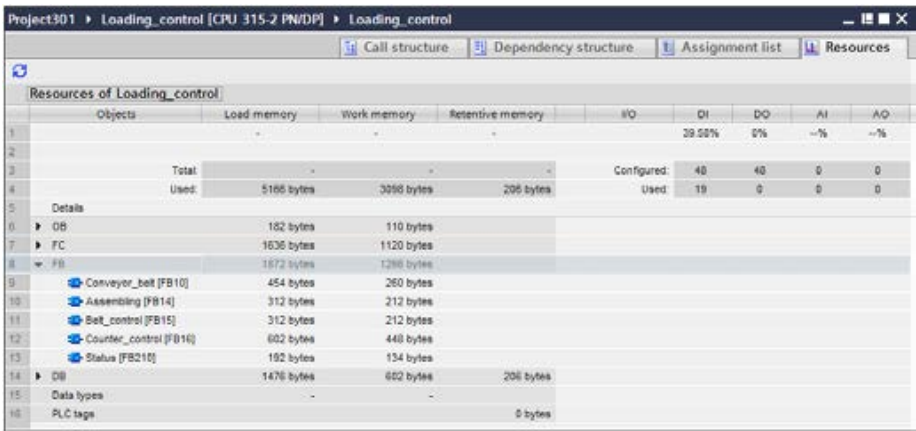 Project301 ▸ Loading_control [CPU 315-2 PN/DP] ▸ Loading_control
Call structure Dependency structure Assignment list Resources
Resources of Loading_control
Objects Load memory Work memory Retentive memory I/O DI DO AI AO
1 - - - 39.58% 0% --% --%
2
3 Total: - - - Configured: 48 48 0 0
4 Used: 5166 bytes 3098 bytes 206 bytes Used: 19 0 0 0
5 Details
6 OB 182 bytes 110 bytes
7 FC 1636 bytes 1120 bytes
8 FB 1872 bytes 1266 bytes
9 Conveyor_belt [FB10] 454 bytes 260 bytes
10 Assembling [FB14] 312 bytes 212 bytes
11 Belt_control [FB15] 312 bytes 212 bytes
12 Counter_control [FB16] 602 bytes 448 bytes
13 Status [FB210] 192 bytes 134 bytes
14 DB 1476 bytes 602 bytes 206 bytes
15 Data types - -
16 PLC tags 0 bytes